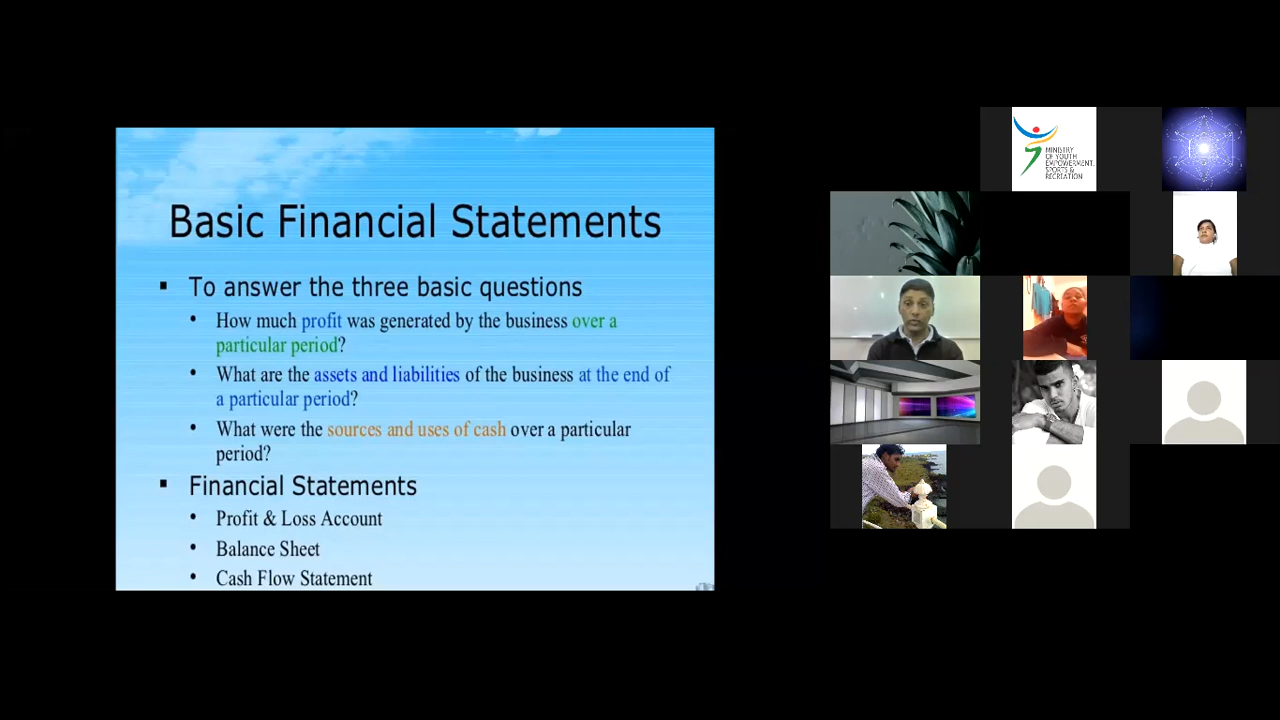 Basic Financial Statements
To answer the three basic questions
How much profit was generated by the business over a
particular period?
What are the assets and liabilities of the business at the end of
a particular period?
What were the sources and uses of cash over a particular
period?
Financial Statements
Profit & Loss Account
Balance Sheet
Cash Flow Statement
MINISTRY
OF YOUTH
EMPOWERMENT,
SPORTS &
RECREATION